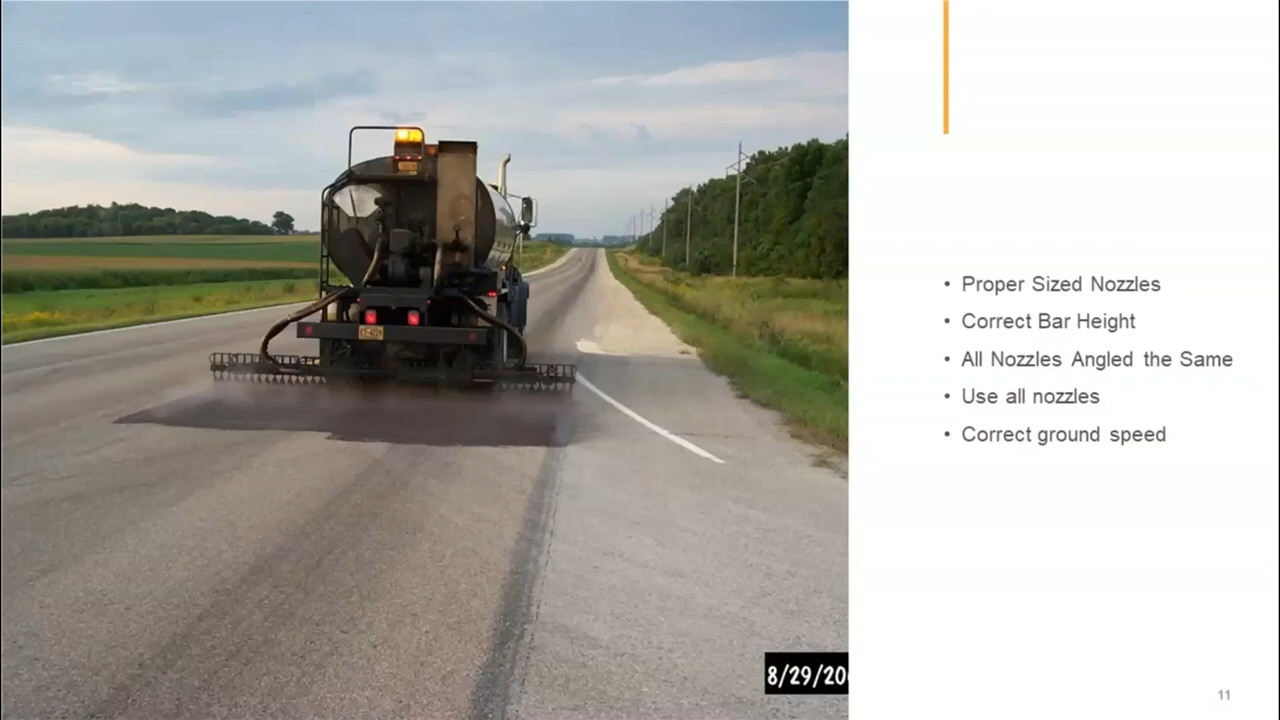 • Proper Sized Nozzles
• Correct Bar Height
• All Nozzles Angled the Same
• Use all nozzles
• Correct ground speed
8/29/20
11